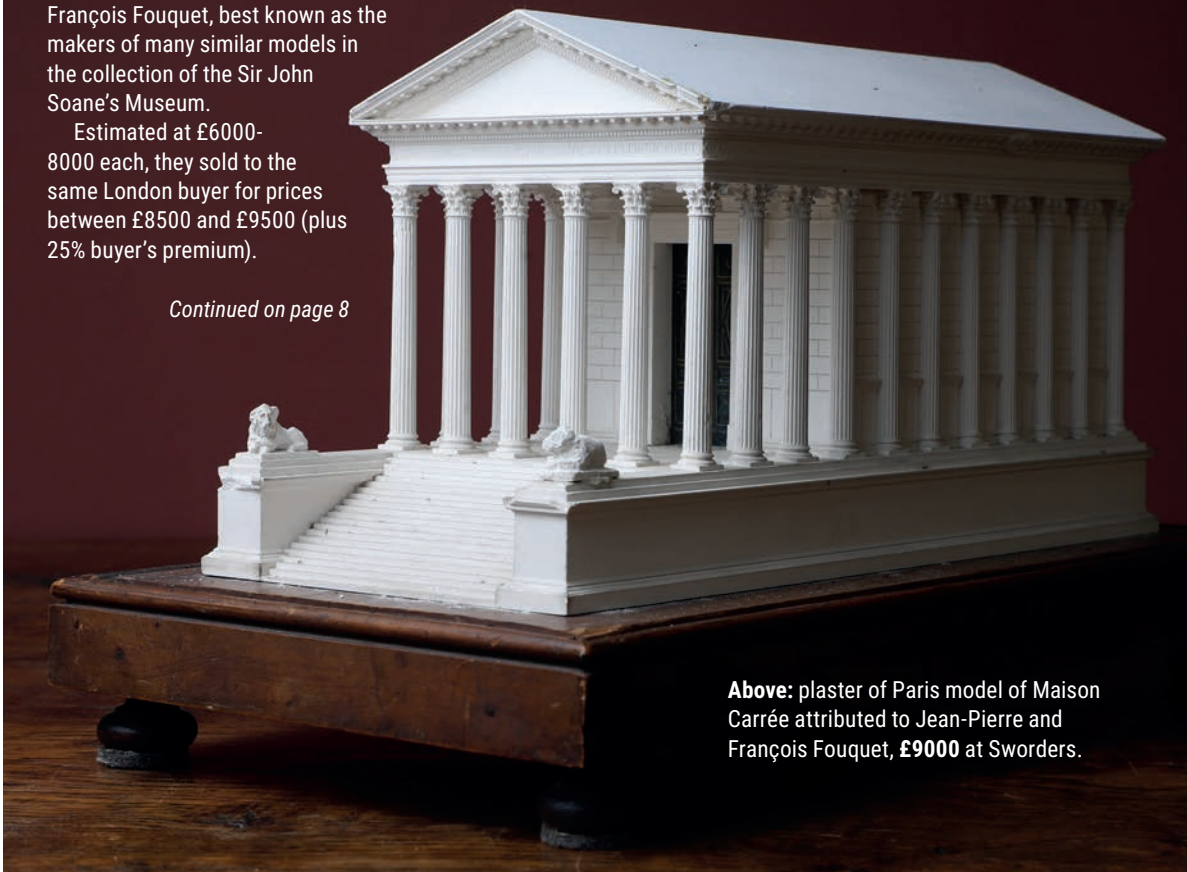 François Fouquet, best known as the
makers of many similar models in
the collection of the Sir John
Soane's Museum.
Estimated at £6000-
8000 each, they sold to the
same London buyer for prices
between £8500 and £9500 (plus
25% buyer's premium).
Continued on page 8
Above: plaster of Paris model of Maison
Carrée attributed to Jean-Pierre and
François Fouquet, £9000 at Sworders.